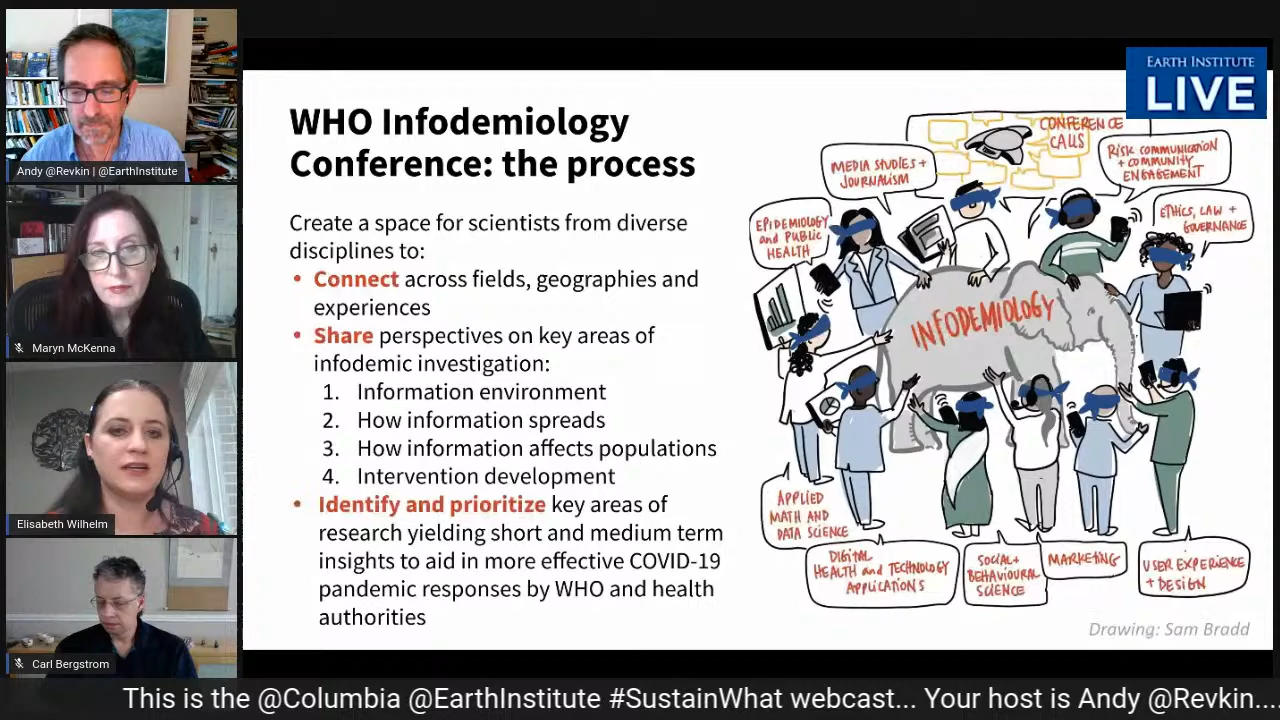 Andy @Revkin | @EarthInstitute
Maryn McKenna
Elisabeth Wilhelm
Carl Bergstrom
EARTH INSTITUTE
LIVE
WHO Infodemiology
Conference: the process
Create a space for scientists from diverse
disciplines to:
• Connect across fields, geographies and
experiences
• Share perspectives on key areas of
infodemic investigation:
1. Information environment
2. How information spreads
3. How information affects populations
4. Intervention development
• Identify and prioritize key areas of
research yielding short and medium term
insights to aid in more effective COVID-19
pandemic responses by WHO and health
authorities
CONFERENCE
CALLS
MEDIA STUDIES +
JOURNALISM
RISK COMMUNICATION
+ COMMUNITY
ENGAGEMENT
EPIDEMIOLOGY
and PUBLIC
HEALTH
ETHICS, LAW +
GOVERNANCE
INFODEMIOLOGY
APPLIED
MATH AND
DATA SCIENCE
DIGITAL
HEALTH and TECHNOLOGY
APPLICATIONS
SOCIAL +
BEHAVIOURAL
SCIENCE
MARKETING
USER EXPERIENCE
+ DESIGN
Drawing: Sam Bradd
This is the @Columbia @EarthInstitute #SustainWhat webcast... Your host is Andy @Revkin....